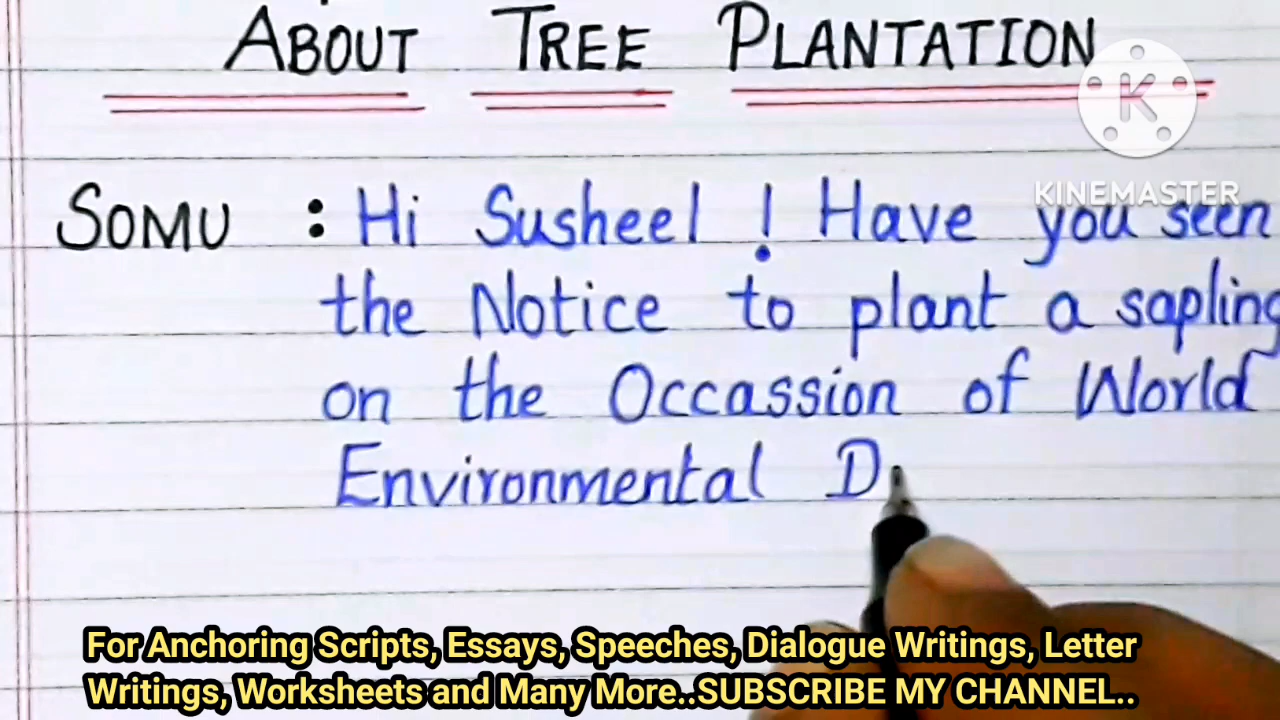 ABOUT TREE PLANTATION
K
KINEMASTER
SOMU : Hi Susheel ! Have you seen
the Notice to plant a sapling
on the Occassion of World
Environmental D
For Anchoring Scripts, Essays, Speeches, Dialogue Writings, Letter
Writings, Worksheets and Many More..SUBSCRIBE MY CHANNEL..